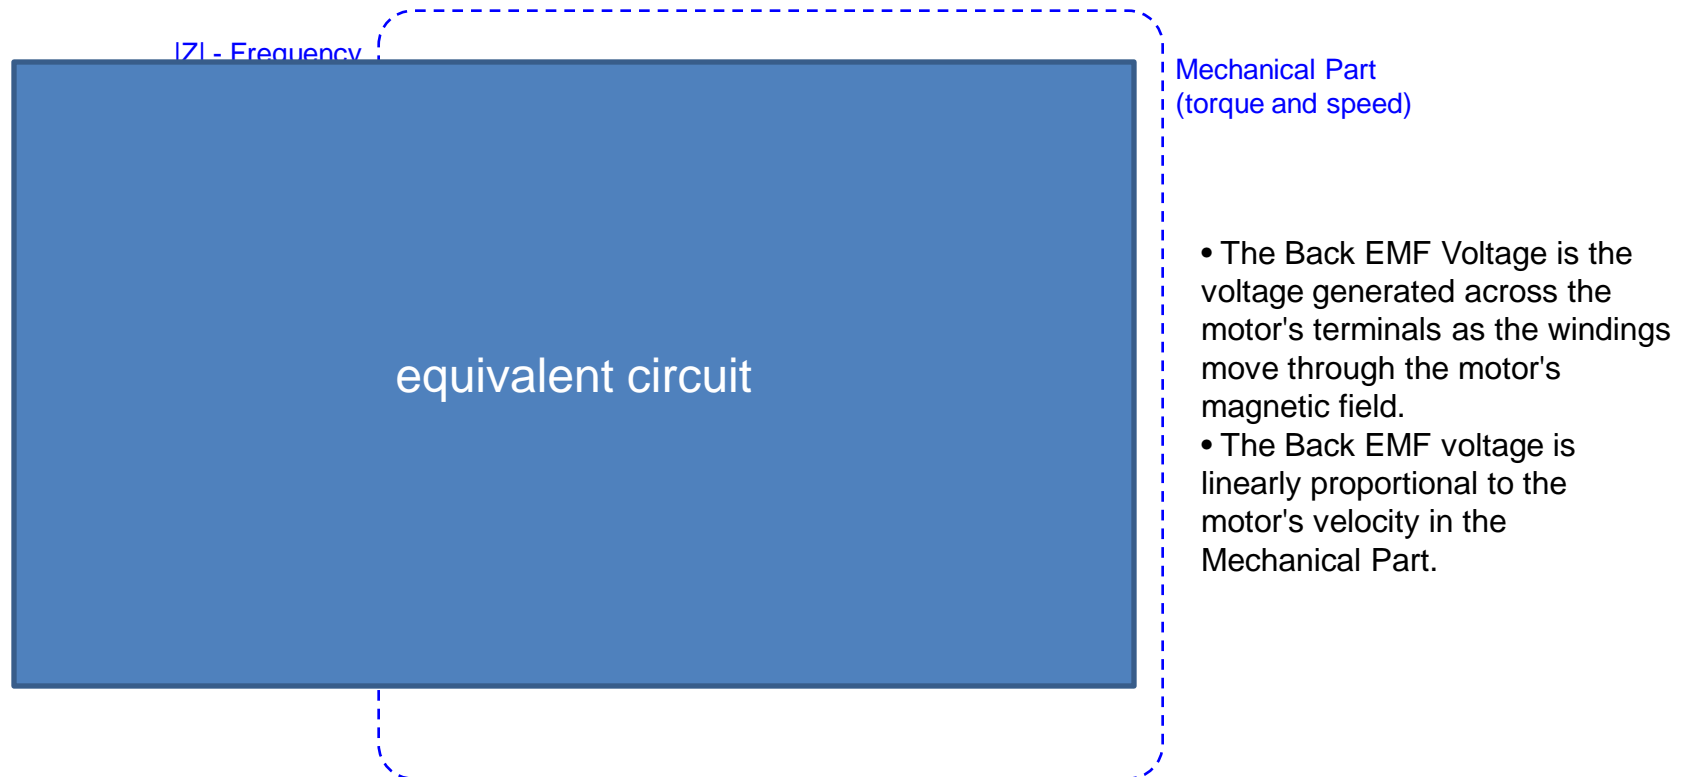 |Z| - Frequency
Mechanical Part
(torque and speed)
equivalent circuit
• The Back EMF Voltage is the
voltage generated across the
motor's terminals as the windings
move through the motor's
magnetic field.
• The Back EMF voltage is
linearly proportional to the
motor's velocity in the
Mechanical Part.